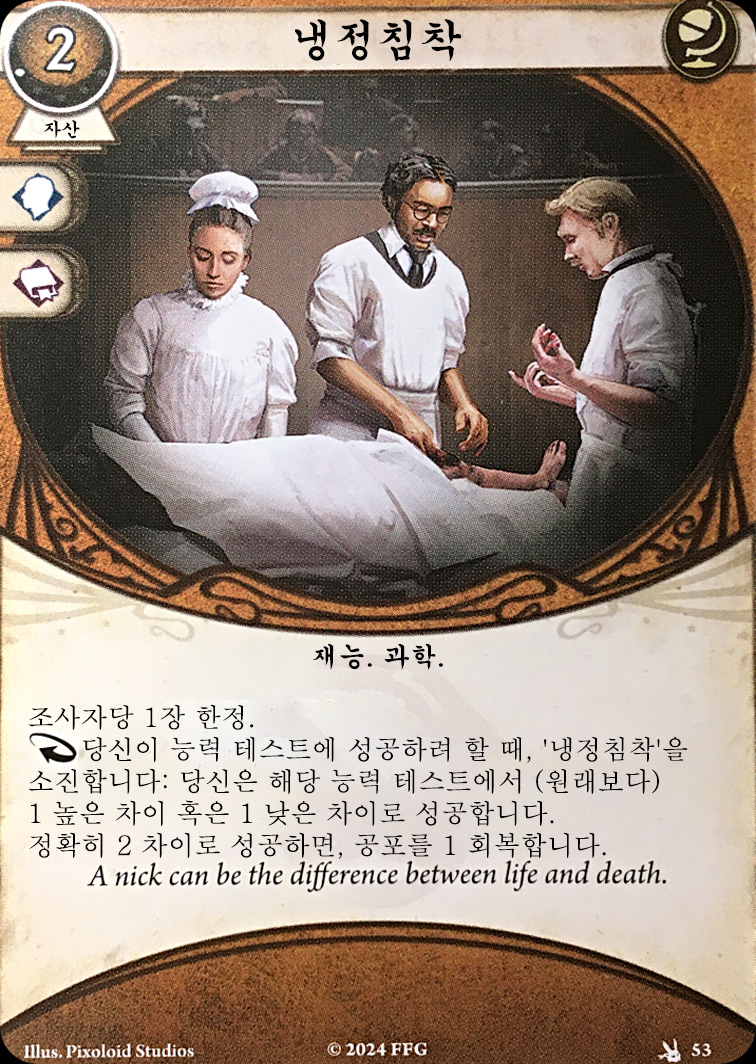 2
냉정침착
자산
재능. 과학.
조사자당 1장 한정.
당신이 능력 테스트에 성공하려 할 때, '냉정침착'을
소진합니다: 당신은 해당 능력 테스트에서 (원래보다)
1 높은 차이 혹은 1 낮은 차이로 성공합니다.
정확히 2 차이로 성공하면, 공포를 1 회복합니다.
A nick can be the difference between life and death.
Illus. Pixoloid Studios
© 2024 FFG
53